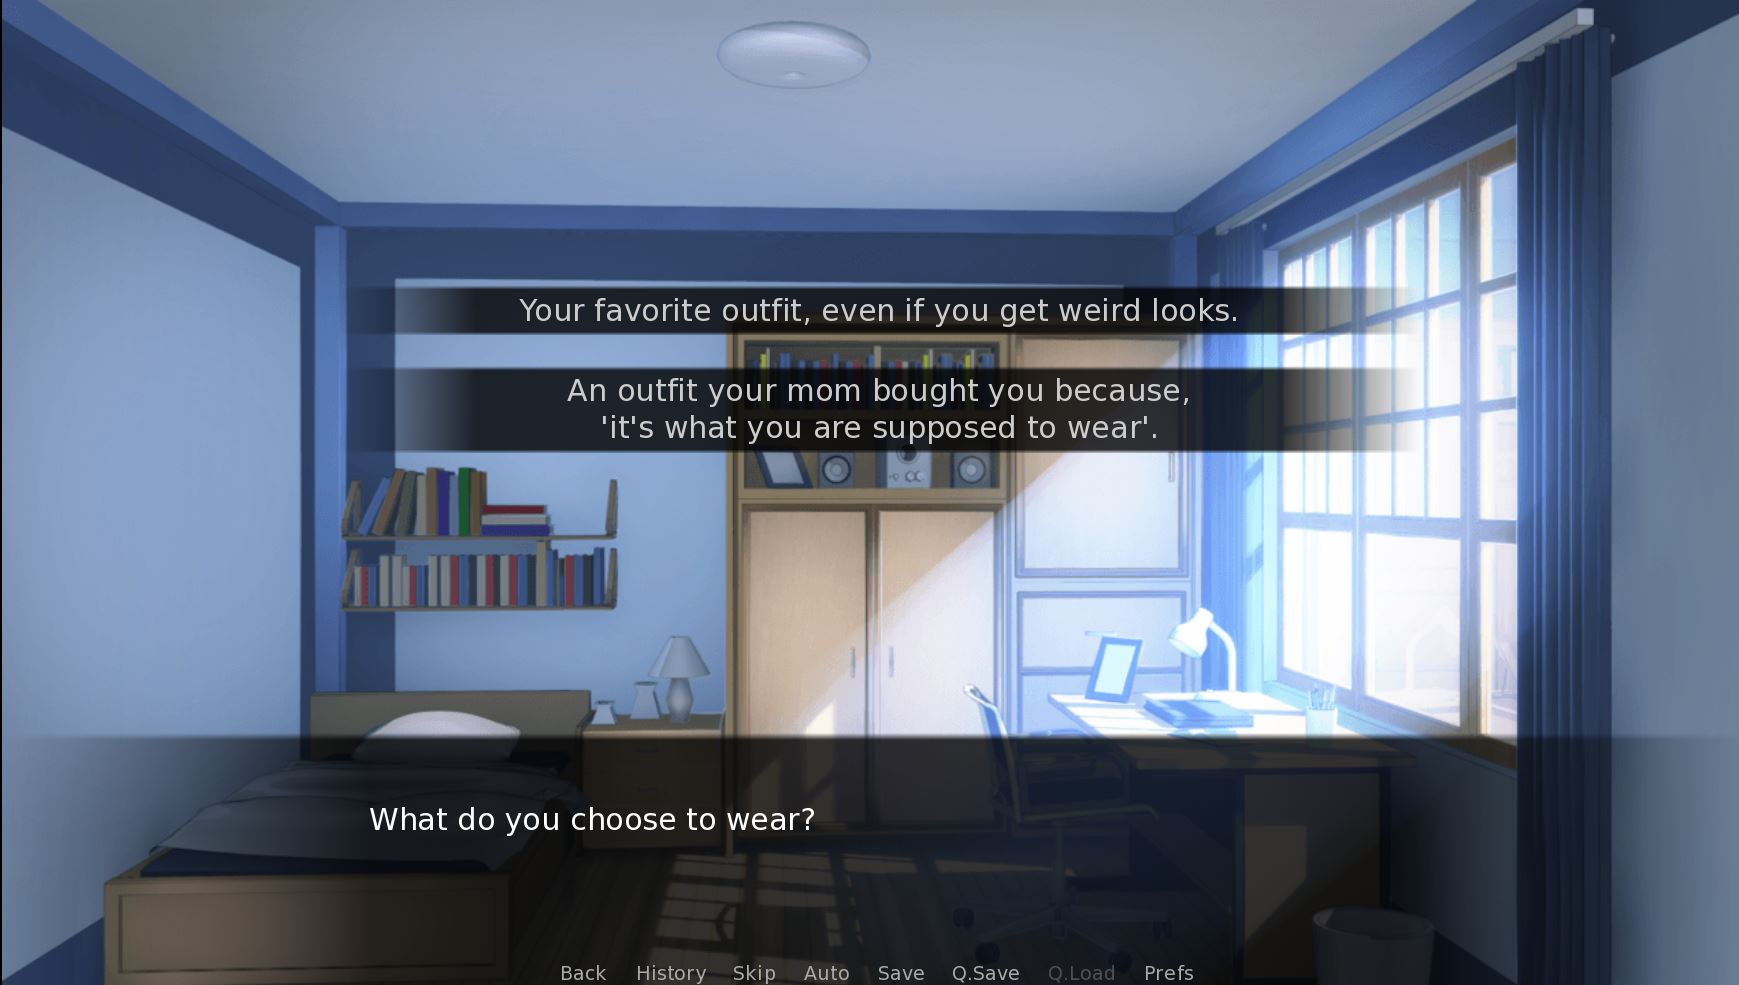 Your favorite outfit, even if you get weird looks.
An outfit your mom bought you because,
'it's what you are supposed to wear'.
What do you choose to wear?
Back History Skip Auto Save Q.Save Q.Load Prefs